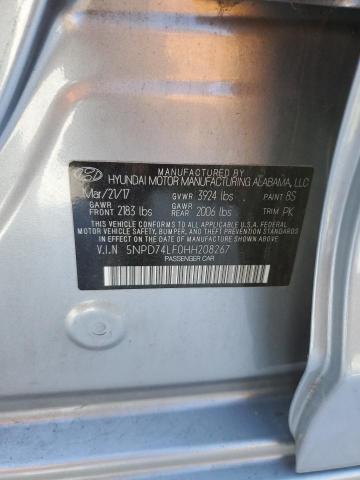 MANUFACTURED BY
HYUNDAI MOTOR MANUFACTURING ALABAMA, LLC
Mar/21/17 GVWR 3924 lbs PAINT 8S
GAWR FRONT 2183 lbs GAWR REAR 2006 lbs TRIM PK
THIS VEHICLE CONFORMS TO ALL APPLICABLE U.S.A. FEDERAL
MOTOR VEHICLE SAFETY, BUMPER, AND THEFT PREVENTION STANDARDS
IN EFFECT ON THE DATE OF MANUFACTURE SHOWN ABOVE.
V.I.N 5NPD74LF0HH208267
PASSENGER CAR